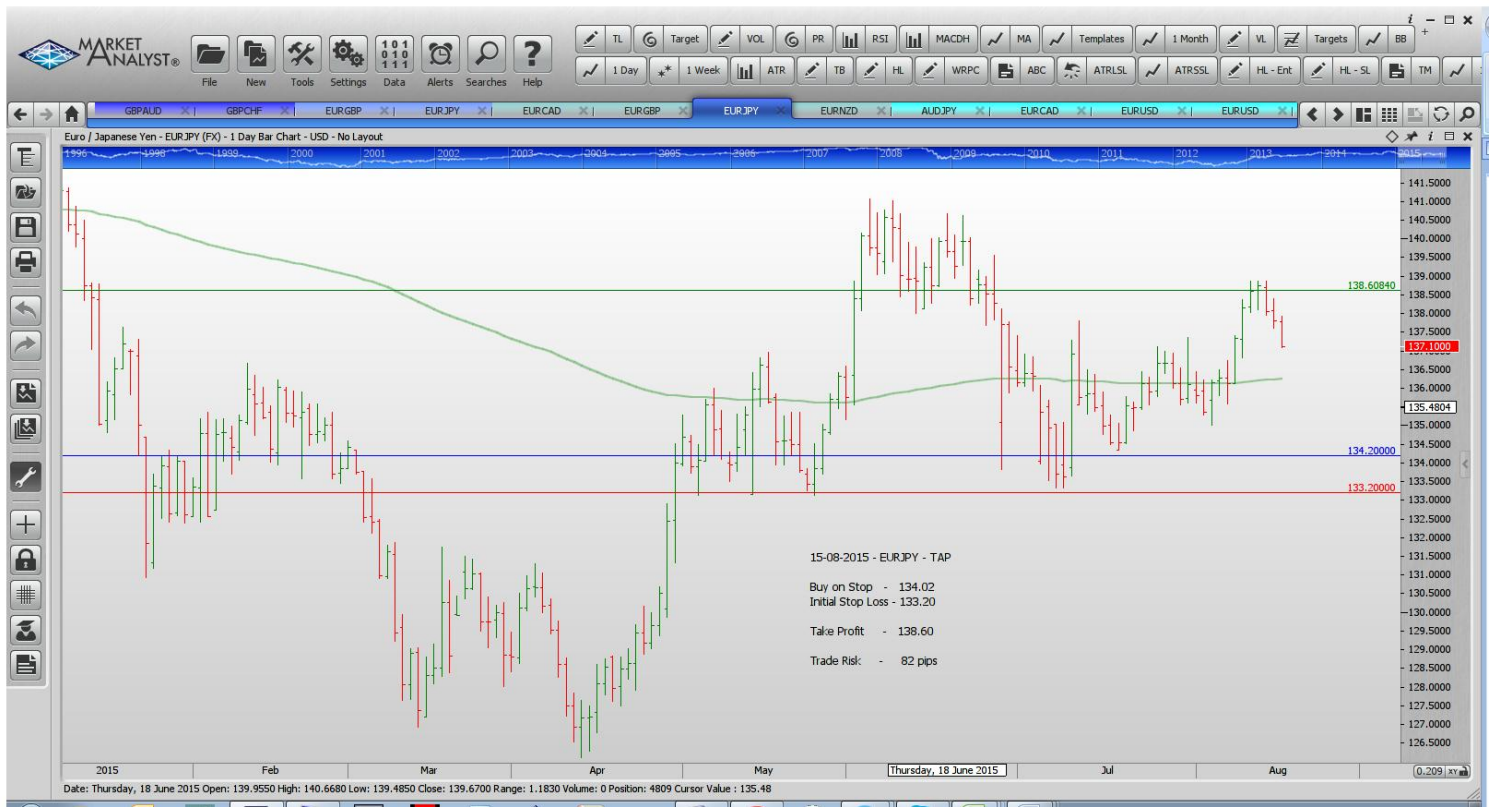 i
MARKET ANALYST®
File New Tools Settings Data Alerts Searches Help
TL Target VOL PR RSI MACDH MA Templates 1 Month VL Targets BB
1 Day 1 Week ATR TB HL WRPC ABC ATRLSL ATRSSL HL - Ent HL - SL TM
GBPAUD GBPCHF EURGBP EURJPY EURCAD EURGBP EURJPY EURNZD AUDJPY EURCAD EURUSD EURUSD
Euro / Japanese Yen - EURJPY (FX) - 1 Day Bar Chart - USD - No Layout
1996 1998 1999 2000 2001 2002 2003 2004 2005 2006 2007 2008 2009 2010 2011 2012 2013 2014 2015
141.5000
141.0000
140.5000
140.0000
139.5000
139.0000
138.60840
138.5000
138.0000
137.5000
137.1000
136.5000
136.0000
135.4804
135.0000
134.5000
134.20000
134.0000
133.5000
133.20000
133.0000
132.5000
132.0000
131.5000
131.0000
130.5000
130.0000
129.5000
129.0000
128.5000
128.0000
127.5000
127.0000
126.5000
15-08-2015 - EURJPY - TAP
Buy on Stop - 134.02
Initial Stop Loss - 133.20
Take Profit - 138.60
Trade Risk - 82 pips
2015 Feb Mar Apr May Thursday, 18 June 2015 Jul Aug 0.209 XY
Date: Thursday, 18 June 2015 Open: 139.9550 High: 140.6680 Low: 139.4850 Close: 139.6700 Range: 1.1830 Volume: 0 Position: 4809 Cursor Value : 135.48